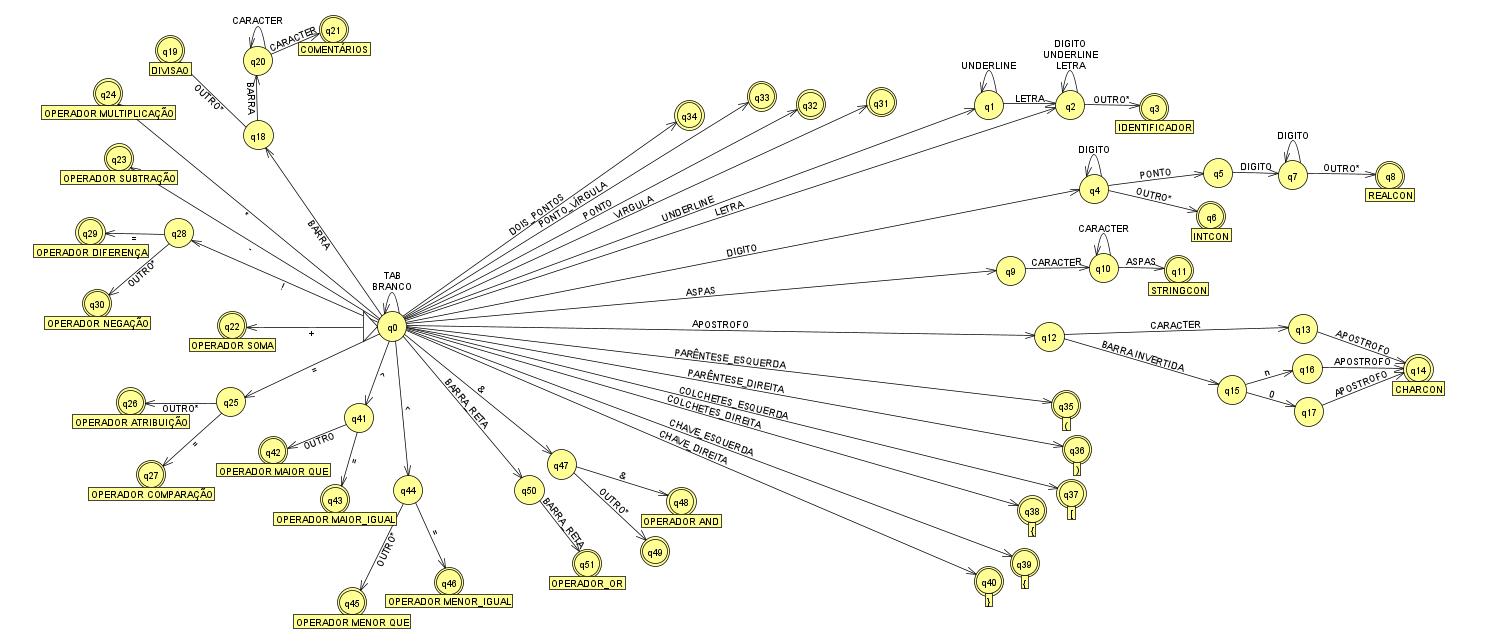 CARACTER
q21
CARACTER
COMENTÁRIOS
q19
q20
DIVISAO
OUTRO*
BARRA
q24
OPERADOR MULTIPLICAÇÃO
q18
q23
OPERADOR SUBTRAÇÃO
*
-
BARRA
q29
=
q28
OPERADOR DIFERENÇA
OUTRO*
!
q30
OPERADOR NEGAÇÃO
TAB
BRANCO
q0
q22
+
OPERADOR SOMA
=
q26
OUTRO*
q25
OPERADOR ATRIBUIÇÃO
=
q27
OPERADOR COMPARAÇÃO
^
q41
OUTRO
q42
OPERADOR MAIOR QUE
=
q43
OPERADOR MAIOR_IGUAL
^
q44
OUTRO*
=
q45
OPERADOR MENOR QUE
q46
OPERADOR MENOR_IGUAL
BARRA RETA
q50
BARRA_RETA
q51
OPERADOR_OR
&
q47
&
q48
OPERADOR AND
OUTRO*
q49
DOIS_PONTOS
q34
PONTO_VIRGULA
q33
PONTO
q32
VIRGULA
q31
UNDERLINE
UNDERLINE
q1
LETRA
LETRA
DIGITO
UNDERLINE
LETRA
q2
OUTRO*
q3
IDENTIFICADOR
DIGITO
DIGITO
q4
PONTO
q5
DIGITO
DIGITO
q7
OUTRO*
q8
REALCON
OUTRO*
q6
INTCON
ASPAS
q9
CARACTER
CARACTER
q10
ASPAS
q11
STRINGCON
APOSTROFO
q12
CARACTER
q13
APOSTROFO
BARRA INVERTIDA
q15
n
q16
APOSTROFO
q14
CHARCON
0
q17
APOSTROFO
PARÊNTESE_ESQUERDA
q35
(
PARÊNTESE_DIREITA
q36
)
COLCHETES_ESQUERDA
q37
[
COLCHETES_DIREITA
q38
CHAVE_ESQUERDA
q39
{
CHAVE_DIREITA
q40
}